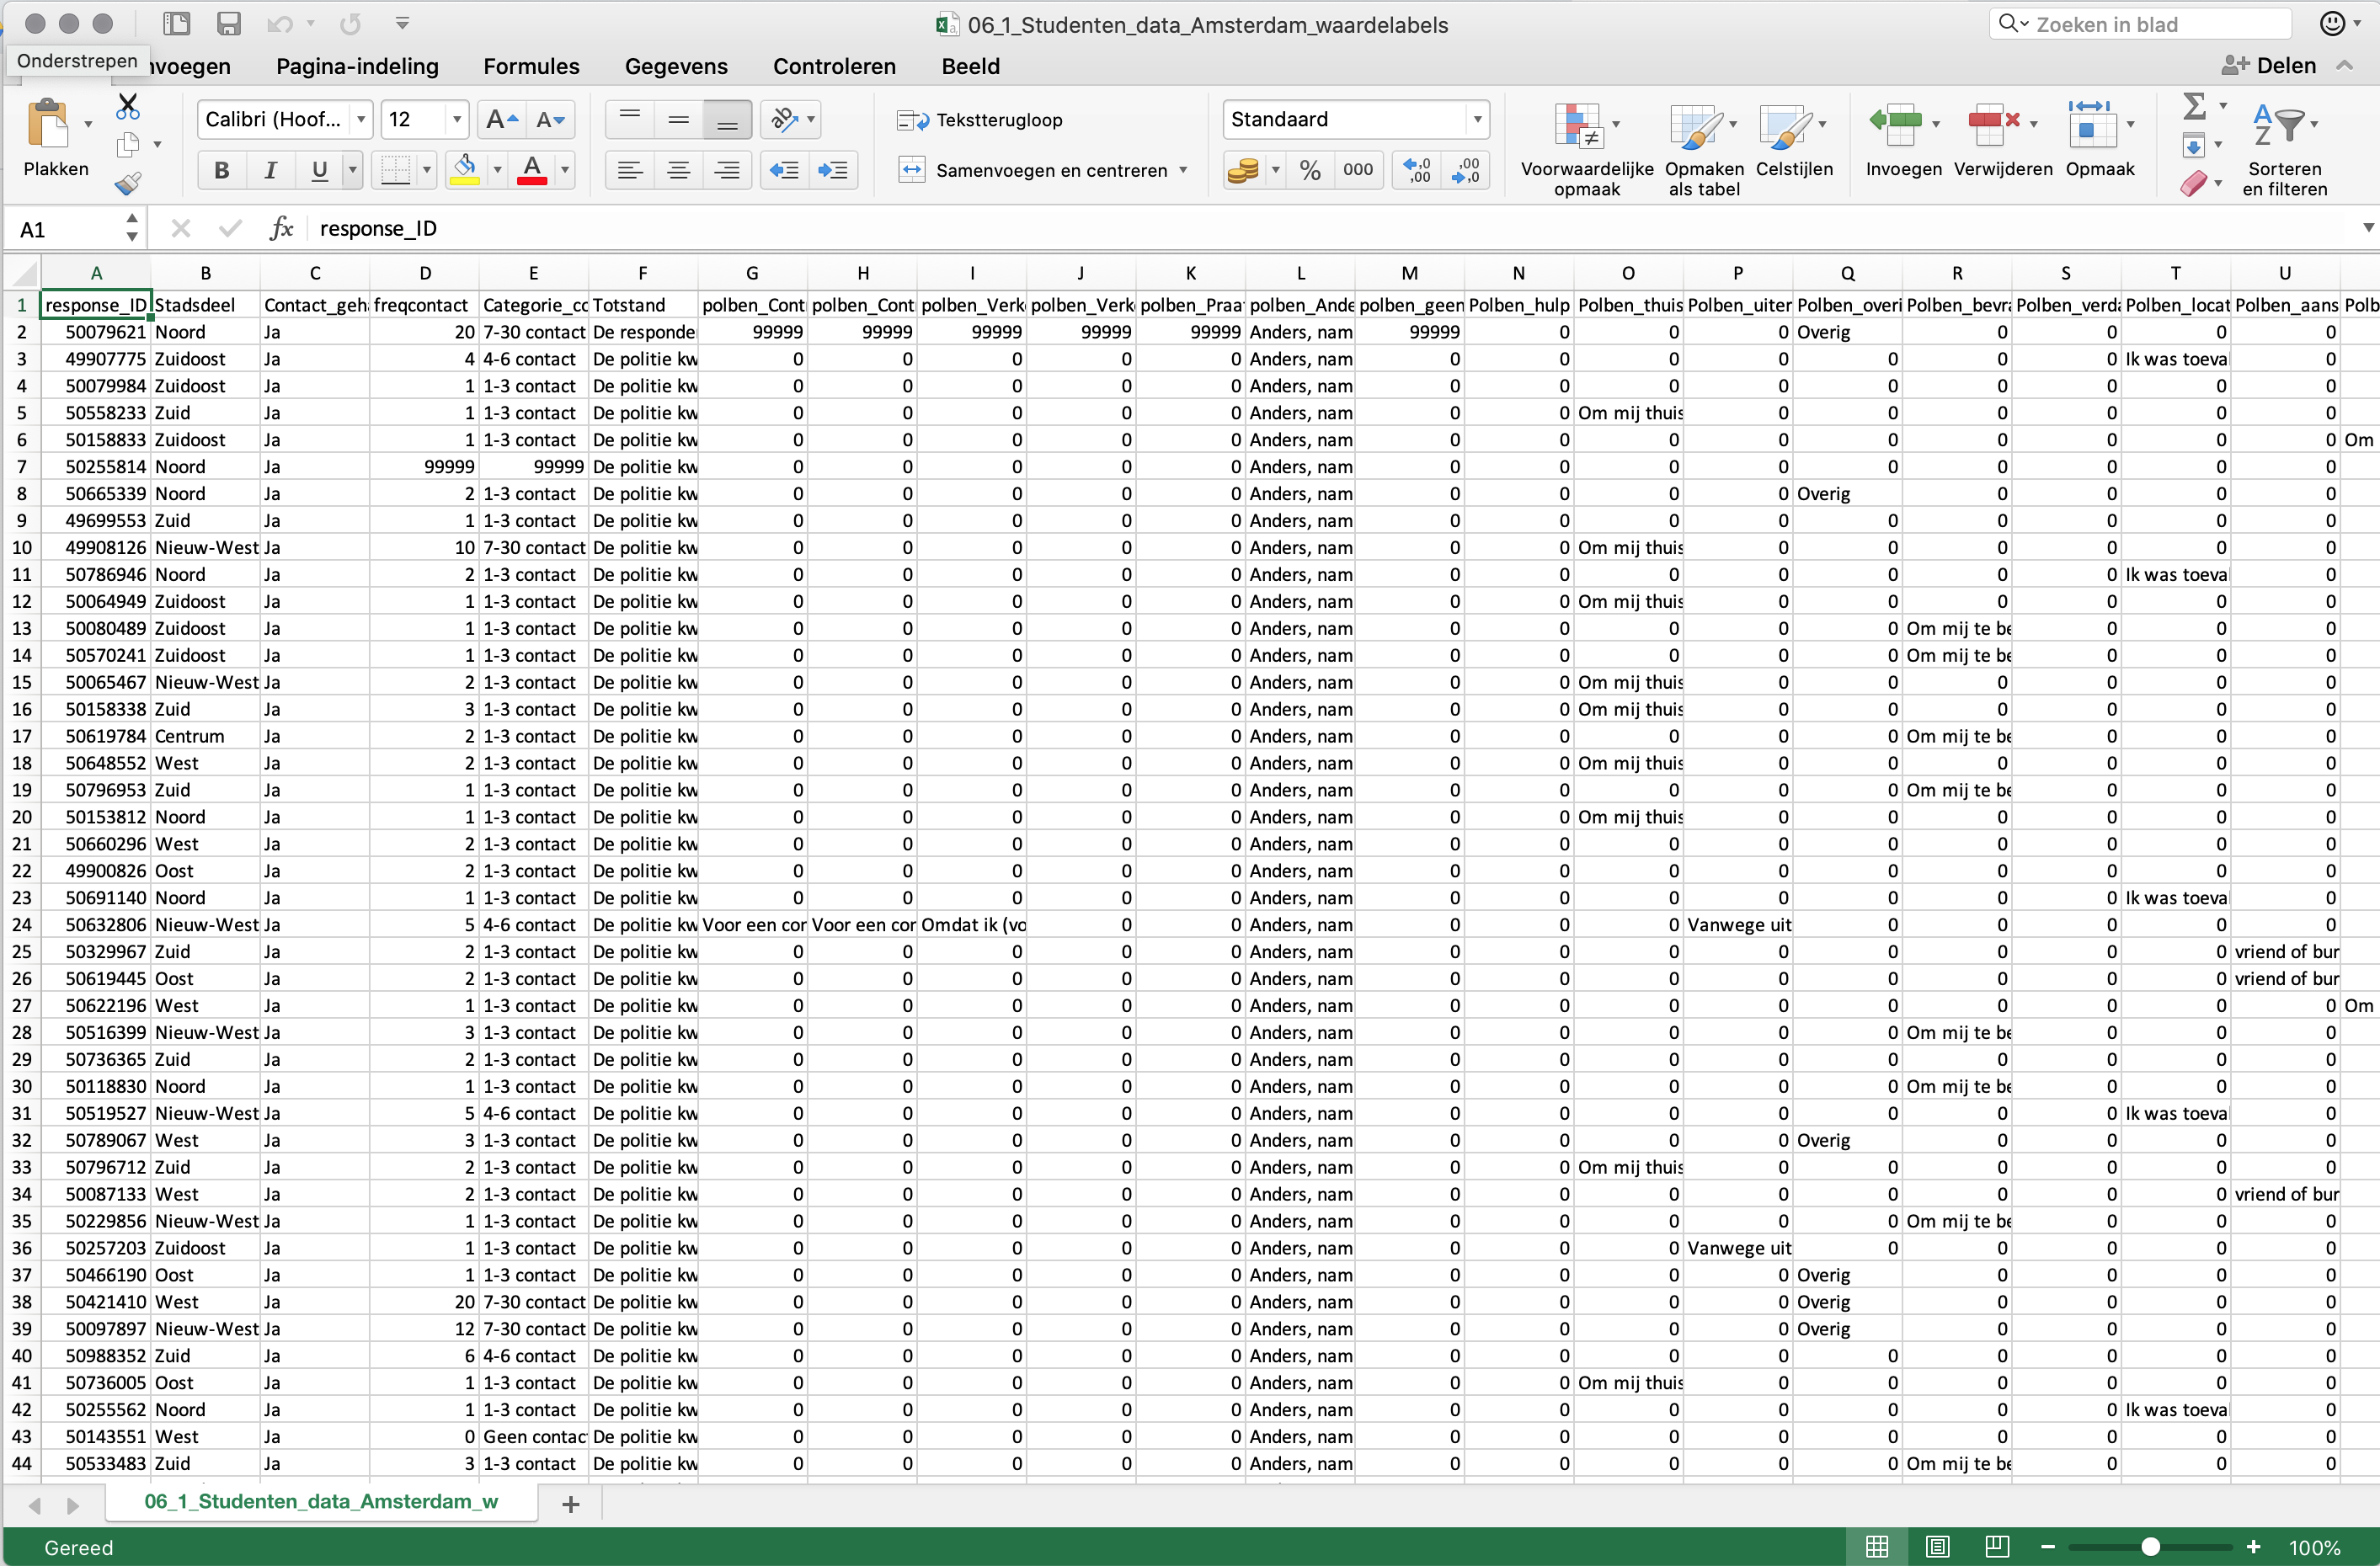 06_1_Studenten_data_Amsterdam_waardelabels
Zoeken in blad
Onderstrepen
nvoegen Pagina-indeling Formules Gegevens Controleren Beeld Delen
Plakken
Calibri (Hoof... 12 A A
B I U A
Tekstterugloop
Samenvoegen en centreren
Standaard
% 000 ,0 ,00 ,00 ,0
Voorwaardelijke opmaak
Opmaken als tabel
Celstijlen
Invoegen
Verwijderen
Opmaak
Sorteren en filteren
A1 fx response_ID
A B C D E F G H I J K L M N O P Q R S T U
1 response_ID Stadsdeel Contact_geh freqcontact Categorie_cc Totstand polben_Cont polben_Cont polben_Verk polben_Verk polben_Praa polben_Ande polben_geen Polben_hulp Polben_thuis Polben_uiter Polben_overi Polben_bevra Polben_verda Polben_locat Polben_aans Polb
2 50079621 Noord Ja 20 7-30 contact De responde 99999 99999 99999 99999 99999 Anders, nam 99999 0 0 0 Overig 0 0 0 0
3 49907775 Zuidoost Ja 4 4-6 contact De politie kw 0 0 0 0 0 Anders, nam 0 0 0 0 0 0 0 Ik was toeval 0
4 50079984 Zuidoost Ja 1 1-3 contact De politie kw 0 0 0 0 0 Anders, nam 0 0 0 0 0 0 0 0 0
5 50558233 Zuid Ja 1 1-3 contact De politie kw 0 0 0 0 0 Anders, nam 0 0 Om mij thuis 0 0 0 0 0 0
6 50158833 Zuidoost Ja 1 1-3 contact De politie kw 0 0 0 0 0 Anders, nam 0 0 0 0 0 0 0 0 0 Om
7 50255814 Noord Ja 99999 99999 De politie kw 0 0 0 0 0 Anders, nam 0 0 0 0 0 0 0 0 0
8 50665339 Noord Ja 2 1-3 contact De politie kw 0 0 0 0 0 Anders, nam 0 0 0 0 Overig 0 0 0 0
9 49699553 Zuid Ja 1 1-3 contact De politie kw 0 0 0 0 0 Anders, nam 0 0 0 0 0 0 0 0 0
10 49908126 Nieuw-West Ja 10 7-30 contact De politie kw 0 0 0 0 0 Anders, nam 0 0 Om mij thuis 0 0 0 0 0 0
11 50786946 Noord Ja 2 1-3 contact De politie kw 0 0 0 0 0 Anders, nam 0 0 0 0 0 0 0 Ik was toeval 0
12 50064949 Zuidoost Ja 1 1-3 contact De politie kw 0 0 0 0 0 Anders, nam 0 0 Om mij thuis 0 0 0 0 0 0
13 50080489 Zuidoost Ja 1 1-3 contact De politie kw 0 0 0 0 0 Anders, nam 0 0 0 0 0 Om mij te be 0 0 0
14 50570241 Zuidoost Ja 1 1-3 contact De politie kw 0 0 0 0 0 Anders, nam 0 0 0 0 0 Om mij te be 0 0 0
15 50065467 Nieuw-West Ja 2 1-3 contact De politie kw 0 0 0 0 0 Anders, nam 0 0 Om mij thuis 0 0 0 0 0 0
16 50158338 Zuid Ja 3 1-3 contact De politie kw 0 0 0 0 0 Anders, nam 0 0 Om mij thuis 0 0 0 0 0 0
17 50619784 Centrum Ja 2 1-3 contact De politie kw 0 0 0 0 0 Anders, nam 0 0 0 0 0 Om mij te be 0 0 0
18 50648552 West Ja 2 1-3 contact De politie kw 0 0 0 0 0 Anders, nam 0 0 Om mij thuis 0 0 0 0 0 0
19 50796953 Zuid Ja 1 1-3 contact De politie kw 0 0 0 0 0 Anders, nam 0 0 0 0 0 Om mij te be 0 0 0
20 50153812 Noord Ja 1 1-3 contact De politie kw 0 0 0 0 0 Anders, nam 0 0 Om mij thuis 0 0 0 0 0 0
21 50660296 West Ja 2 1-3 contact De politie kw 0 0 0 0 0 Anders, nam 0 0 0 0 0 0 0 0 0
22 49900826 Oost Ja 2 1-3 contact De politie kw 0 0 0 0 0 Anders, nam 0 0 0 0 0 0 0 0 0
23 50691140 Noord Ja 1 1-3 contact De politie kw 0 0 0 0 0 Anders, nam 0 0 0 0 0 0 0 Ik was toeval 0
24 50632806 Nieuw-West Ja 5 4-6 contact De politie kw Voor een cor Voor een cor Omdat ik (vo 0 0 Anders, nam 0 0 0 Vanwege uit 0 0 0 0 0
25 50329967 Zuid Ja 2 1-3 contact De politie kw 0 0 0 0 0 Anders, nam 0 0 0 0 0 0 0 0 vriend of bur
26 50619445 Oost Ja 2 1-3 contact De politie kw 0 0 0 0 0 Anders, nam 0 0 0 0 0 0 0 0 vriend of bur
27 50622196 West Ja 1 1-3 contact De politie kw 0 0 0 0 0 Anders, nam 0 0 0 0 0 0 0 0 0 Om
28 50516399 Nieuw-West Ja 3 1-3 contact De politie kw 0 0 0 0 0 Anders, nam 0 0 0 0 0 Om mij te be 0 0 0
29 50736365 Zuid Ja 2 1-3 contact De politie kw 0 0 0 0 0 Anders, nam 0 0 0 0 0 0 0 0 0
30 50118830 Noord Ja 1 1-3 contact De politie kw 0 0 0 0 0 Anders, nam 0 0 0 0 0 Om mij te be 0 0 0
31 50519527 Nieuw-West Ja 5 4-6 contact De politie kw 0 0 0 0 0 Anders, nam 0 0 0 0 0 0 0 Ik was toeval 0
32 50789067 West Ja 3 1-3 contact De politie kw 0 0 0 0 0 Anders, nam 0 0 0 0 Overig 0 0 0 0
33 50796712 Zuid Ja 2 1-3 contact De politie kw 0 0 0 0 0 Anders, nam 0 0 Om mij thuis 0 0 0 0 0 0
34 50087133 West Ja 2 1-3 contact De politie kw 0 0 0 0 0 Anders, nam 0 0 0 0 0 0 0 0 vriend of bur
35 50229856 Nieuw-West Ja 1 1-3 contact De politie kw 0 0 0 0 0 Anders, nam 0 0 0 0 0 Om mij te be 0 0 0
36 50257203 Zuidoost Ja 1 1-3 contact De politie kw 0 0 0 0 0 Anders, nam 0 0 0 Vanwege uit 0 0 0 0 0
37 50466190 Oost Ja 1 1-3 contact De politie kw 0 0 0 0 0 Anders, nam 0 0 0 0 Overig 0 0 0 0
38 50421410 West Ja 20 7-30 contact De politie kw 0 0 0 0 0 Anders, nam 0 0 0 0 Overig 0 0 0 0
39 50097897 Nieuw-West Ja 12 7-30 contact De politie kw 0 0 0 0 0 Anders, nam 0 0 0 0 Overig 0 0 0 0
40 50988352 Zuid Ja 6 4-6 contact De politie kw 0 0 0 0 0 Anders, nam 0 0 0 0 0 0 0 0 0
41 50736005 Oost Ja 1 1-3 contact De politie kw 0 0 0 0 0 Anders, nam 0 0 Om mij thuis 0 0 0 0 0 0
42 50255562 Noord Ja 1 1-3 contact De politie kw 0 0 0 0 0 Anders, nam 0 0 0 0 0 0 0 Ik was toeval 0
43 50143551 West Ja 0 Geen contac De politie kw 0 0 0 0 0 Anders, nam 0 0 0 0 0 0 0 0 0
44 50533483 Zuid Ja 3 1-3 contact De politie kw 0 0 0 0 0 Anders, nam 0 0 0 0 0 Om mij te be 0 0 0
06_1_Studenten_data_Amsterdam_w
Gereed 100%